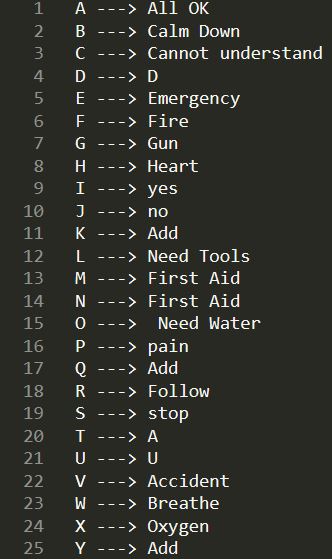 1 A ---> All OK
2 B ---> Calm Down
3 C ---> Cannot understand
4 D ---> D
5 E ---> Emergency
6 F ---> Fire
7 G ---> Gun
8 H ---> Heart
9 I ---> yes
10 J ---> no
11 K ---> Add
12 L ---> Need Tools
13 M ---> First Aid
14 N ---> First Aid
15 O --->  Need Water
16 P ---> pain
17 Q ---> Add
18 R ---> Follow
19 S ---> stop
20 T ---> A
21 U ---> U
22 V ---> Accident
23 W ---> Breathe
24 X ---> Oxygen
25 Y ---> Add